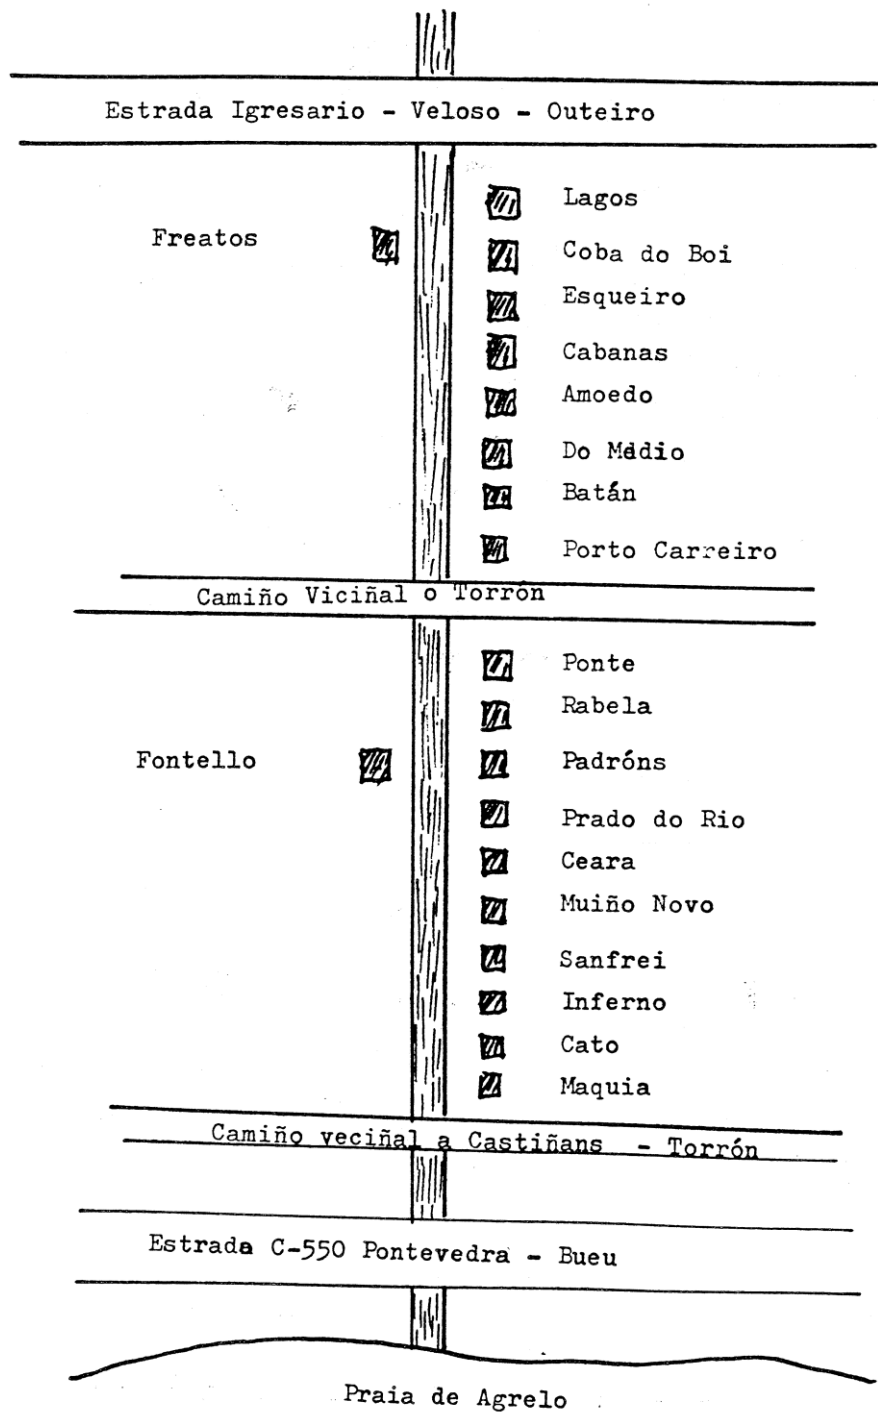 Estrada Igresario - Veloso - Outeiro
Lagos
Freatos
Coba do Boi
Esqueiro
Cabanas
Amoedo
Do Médio
Batán
Porto Carreiro
Camiño Viciñal o Torrón
Ponte
Rabela
Fontello
Padróns
Prado do Rio
Ceara
Muiño Novo
Sanfrei
Inferno
Cato
Maquia
Camiño veciñal a Castiñans - Torrón
Estrada C-550 Pontevedra - Bueu
Praia de Agrelo